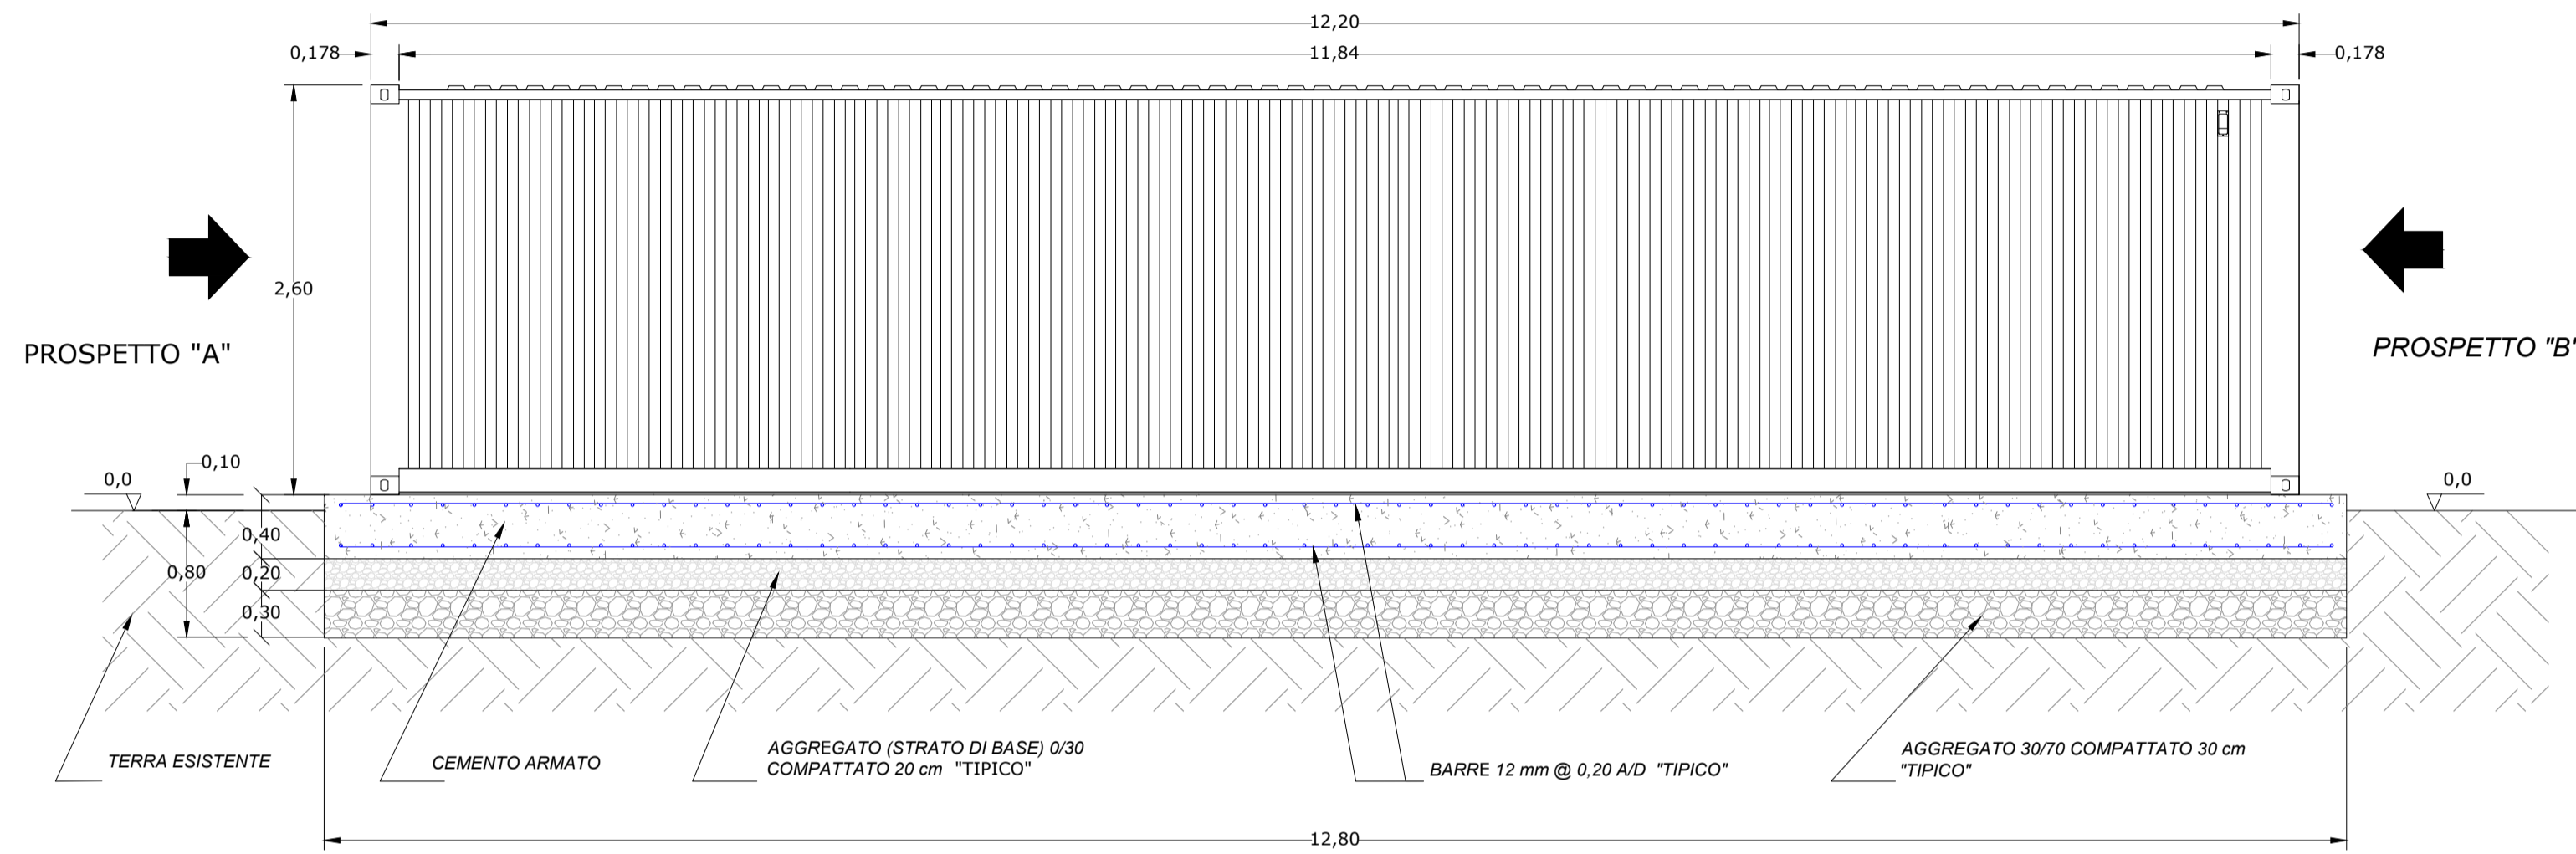 12,20
0,178
11,84
0,178
2,60
PROSPETTO "A"
PROSPETTO "B"
0,10
0,0
0,0
0,40
0,80
0,20
0,30
TERRA ESISTENTE
CEMENTO ARMATO
AGGREGATO (STRATO DI BASE) 0/30
COMPATTATO 20 cm "TIPICO"
BARRE 12 mm @ 0,20 A/D "TIPICO"
AGGREGATO 30/70 COMPATTATO 30 cm
"TIPICO"
12,80